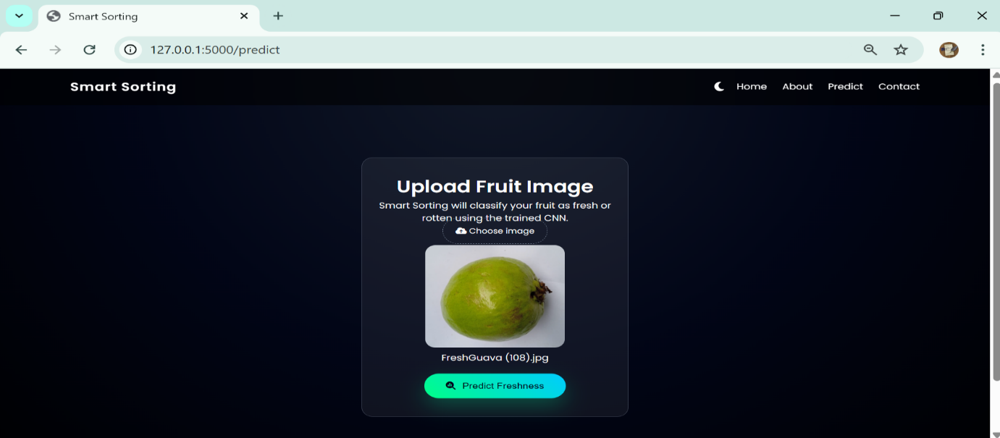 Smart Sorting
127.0.0.1:5000/predict
Smart Sorting
Home About Predict Contact
Upload Fruit Image
Smart Sorting will classify your fruit as fresh or
rotten using the trained CNN.
Choose image
FreshGuava (108).jpg
Predict Freshness